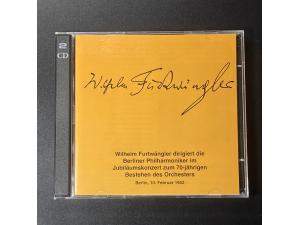 2
CD
Wilhelm Furtwängler
Wilhelm Furtwängler dirigiert die
Berliner Philharmoniker im
Jubiläumskonzert zum 70-jährigen
Bestehen des Orchesters
Berlin, 10. Februar 1952